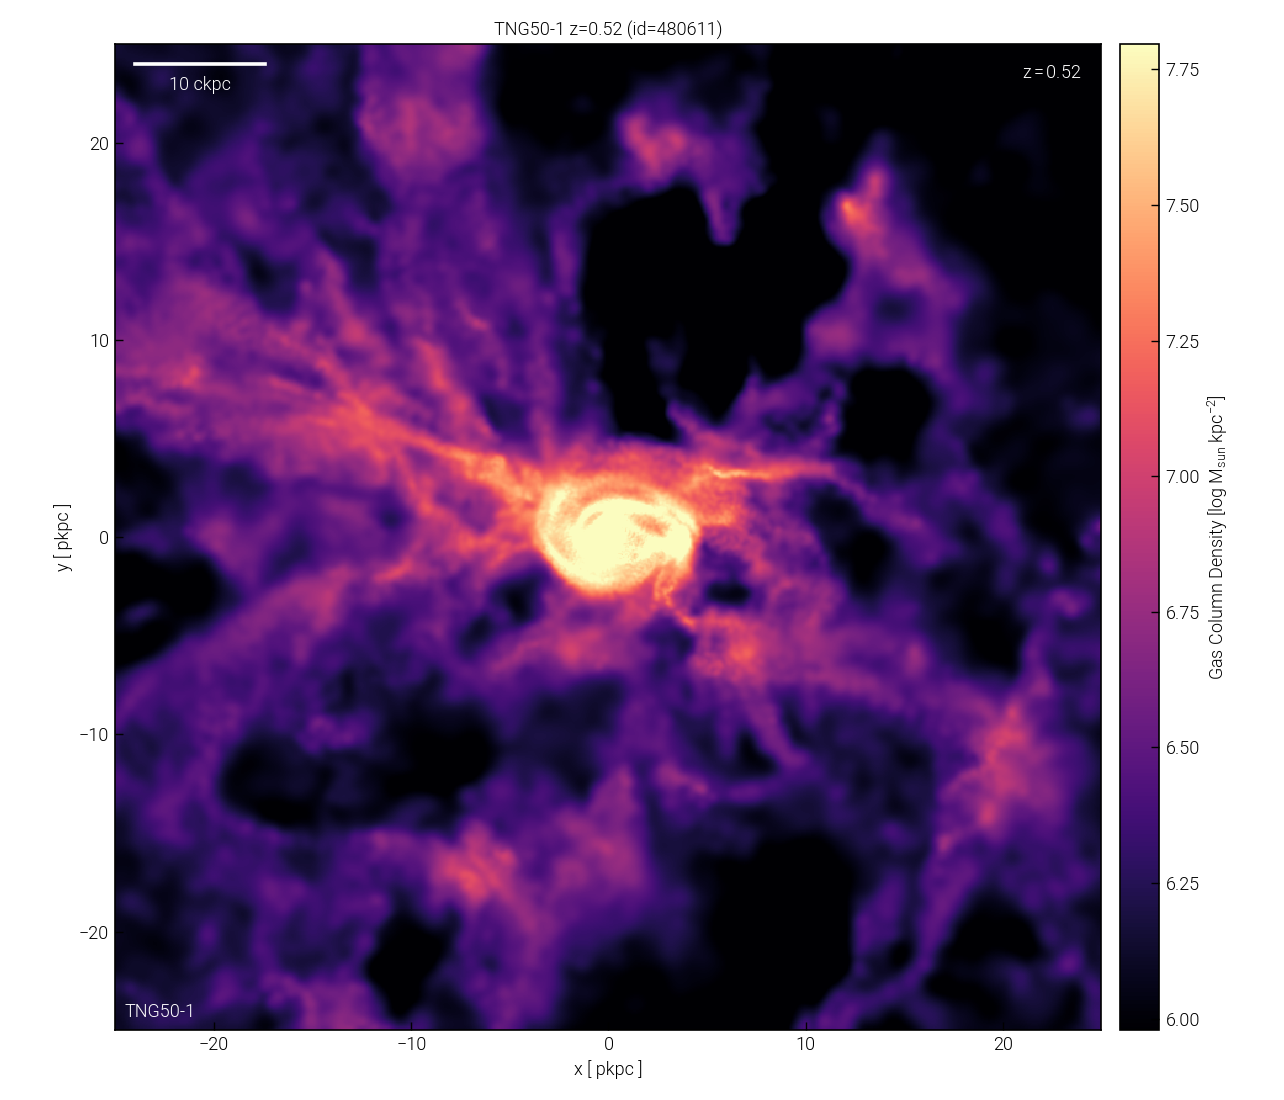 TNG50-1 z=0.52 (id=480611)
10 ckpc
z=0.52
TNG50-1
20
10
0
−10
−20
y [ pkpc ]
−20
−10
0
10
20
x [ pkpc ]
7.75
7.50
7.25
7.00
6.75
6.50
6.25
6.00
Gas Column Density [log M_sun kpc^−2]